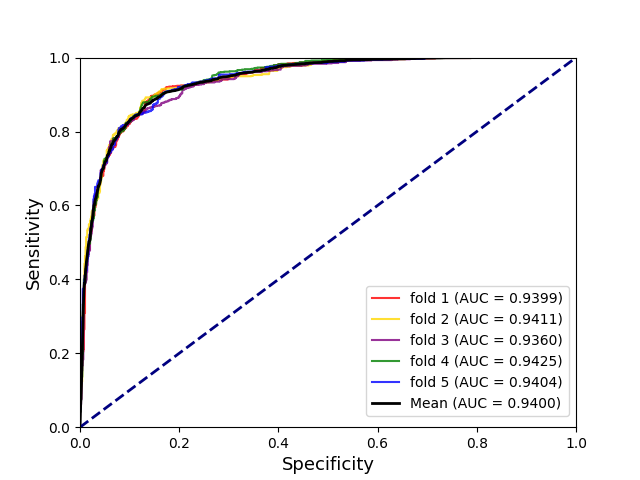 1.0
0.8
0.6
0.4
0.2
0.0
Sensitivity
0.0 0.2 0.4 0.6 0.8 1.0
Specificity
fold 1 (AUC = 0.9399)
fold 2 (AUC = 0.9411)
fold 3 (AUC = 0.9360)
fold 4 (AUC = 0.9425)
fold 5 (AUC = 0.9404)
Mean (AUC = 0.9400)